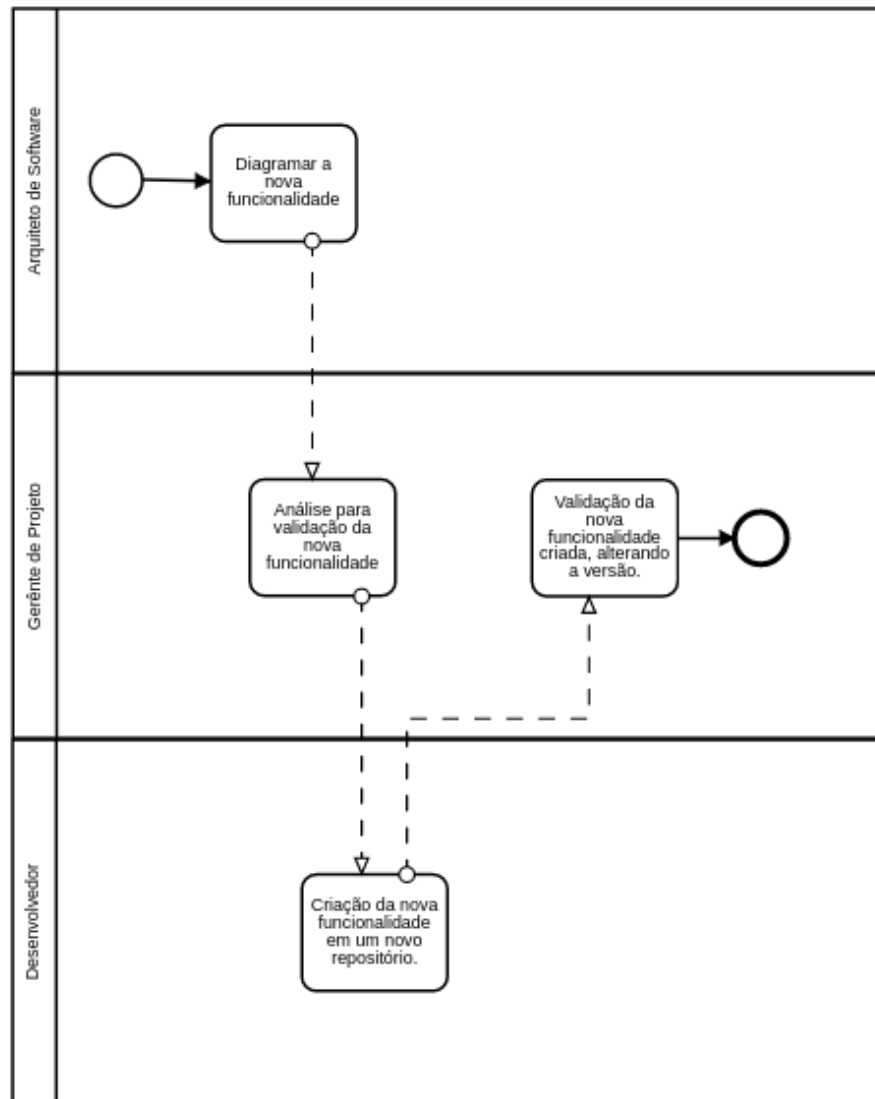 Arquiteto de Software
Diagramar a
nova
funcionalidade
Gerênte de Projeto
Análise para
validação da
nova
funcionalidade
Validação da
nova
funcionalidade
criada, alterando
a versão.
Desenvolvedor
Criação da nova
funcionalidade
em um novo
repositório.